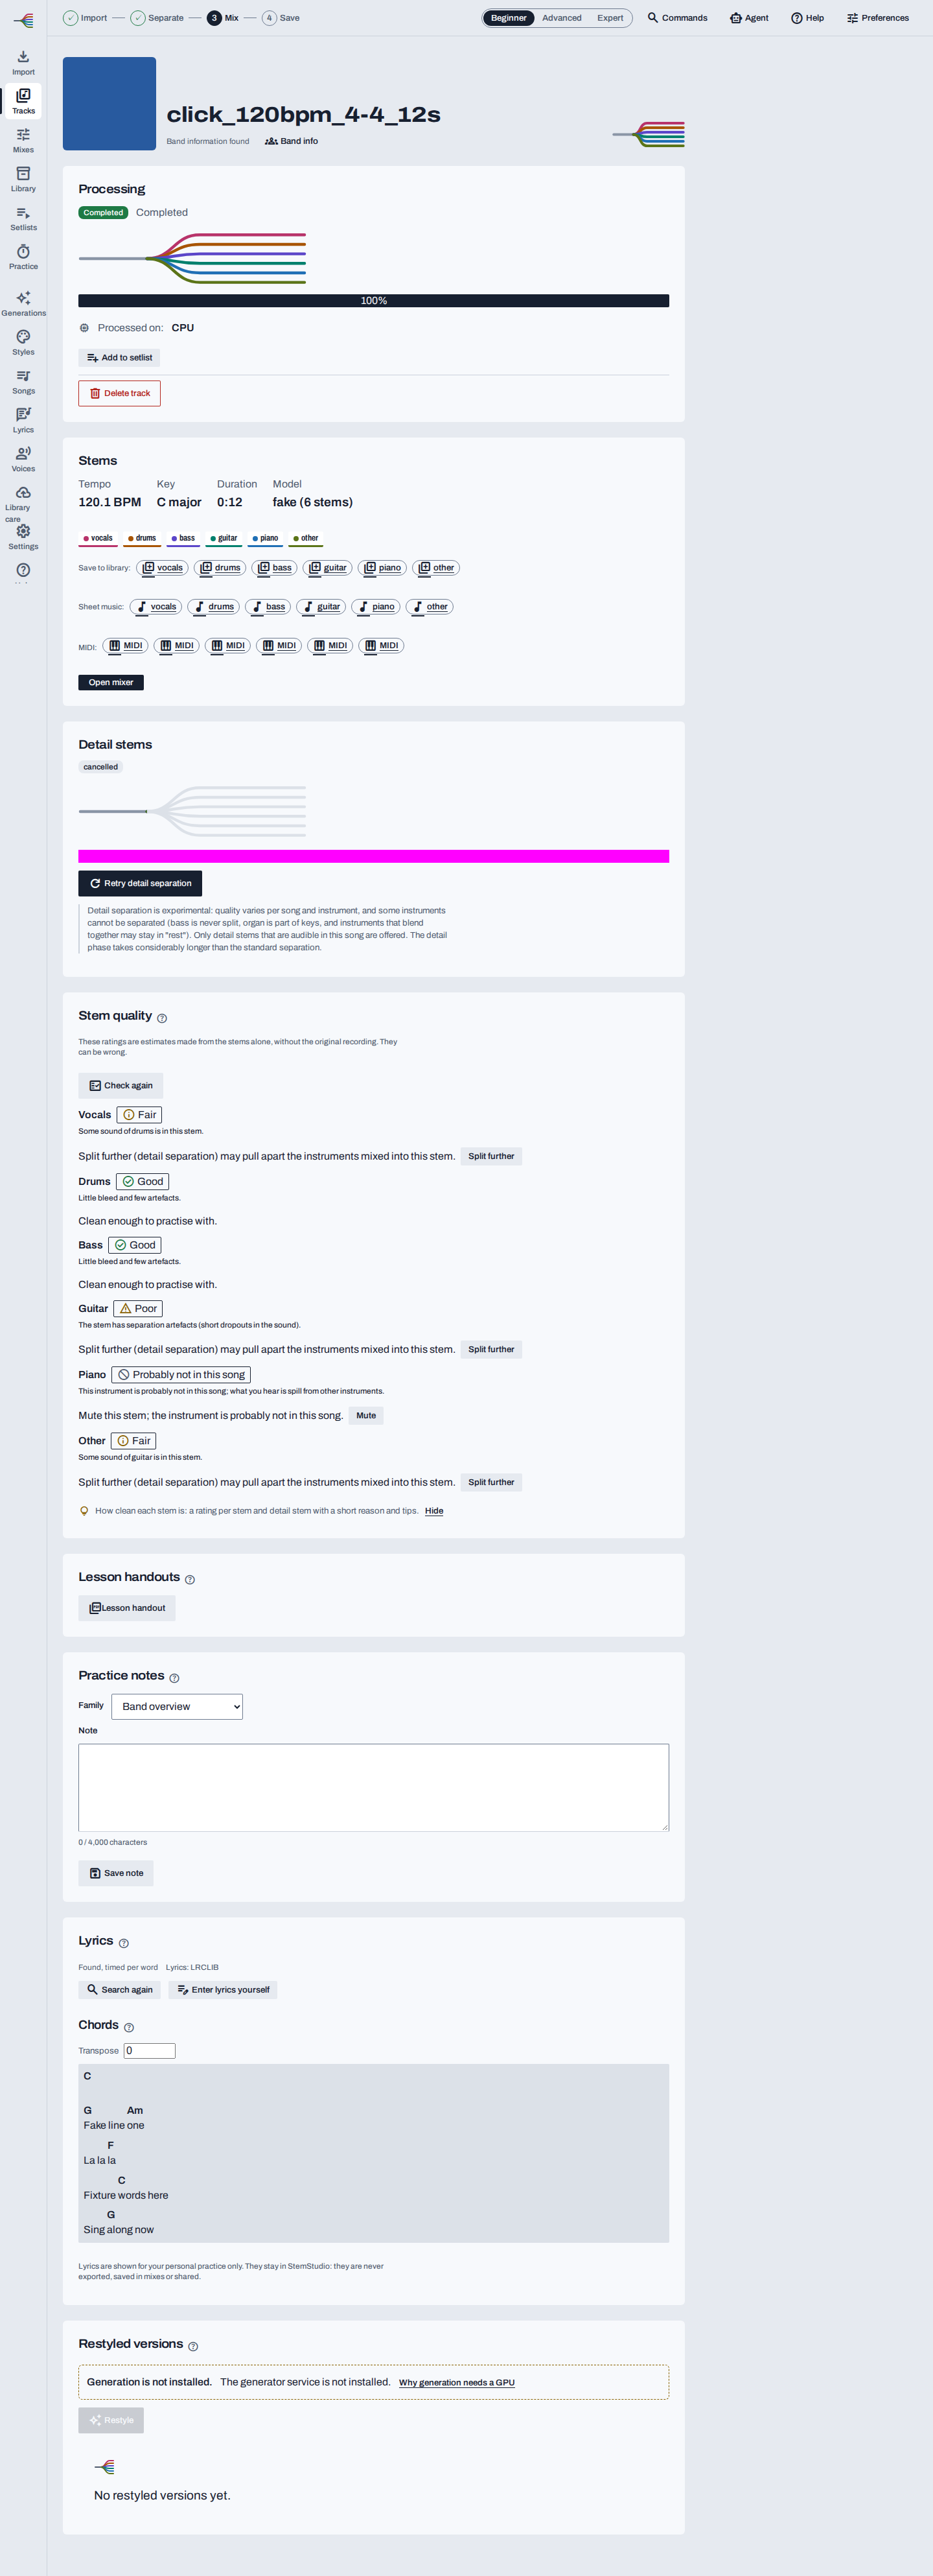 Import
Separate
3 Mix
4 Save
Beginner
Advanced
Expert
Commands
Agent
Help
Preferences
Import
Tracks
Mixes
Library
Setlists
Practice
Generations
Styles
Songs
Lyrics
Voices
Library
care
Settings
click_120bpm_4-4_12s
Band information found
Band info
Processing
Completed Completed
100%
Processed on: CPU
Add to setlist
Delete track
Stems
Tempo Key Duration Model
120.1 BPM C major 0:12 fake (6 stems)
vocals drums bass guitar piano other
Save to library: vocals drums bass guitar piano other
Sheet music: vocals drums bass guitar piano other
MIDI: MIDI MIDI MIDI MIDI MIDI MIDI
Open mixer
Detail stems
cancelled
Retry detail separation
Detail separation is experimental: quality varies per song and instrument, and some instruments
cannot be separated (bass is never split, organ is part of keys, and instruments that blend
together may stay in "rest"). Only detail stems that are audible in this song are offered. The detail
phase takes considerably longer than the standard separation.
Stem quality
These ratings are estimates made from the stems alone, without the original recording. They
can be wrong.
Check again
Vocals Fair
Some sound of drums is in this stem.
Split further (detail separation) may pull apart the instruments mixed into this stem. Split further
Drums Good
Little bleed and few artefacts.
Clean enough to practise with.
Bass Good
Little bleed and few artefacts.
Clean enough to practise with.
Guitar Poor
The stem has separation artefacts (short dropouts in the sound).
Split further (detail separation) may pull apart the instruments mixed into this stem. Split further
Piano Probably not in this song
This instrument is probably not in this song; what you hear is spill from other instruments.
Mute this stem; the instrument is probably not in this song. Mute
Other Fair
Some sound of guitar is in this stem.
Split further (detail separation) may pull apart the instruments mixed into this stem. Split further
How clean each stem is: a rating per stem and detail stem with a short reason and tips. Hide
Lesson handouts
Lesson handout
Practice notes
Family Band overview
Note
0 / 4,000 characters
Save note
Lyrics
Found, timed per word Lyrics: LRCLIB
Search again
Enter lyrics yourself
Chords
Transpose 0
C
G Am
Fake line one
F
La la la
C
Fixture words here
G
Sing along now
Lyrics are shown for your personal practice only. They stay in StemStudio: they are never
exported, saved in mixes or shared.
Restyled versions
Generation is not installed. The generator service is not installed. Why generation needs a GPU
Restyle
No restyled versions yet.